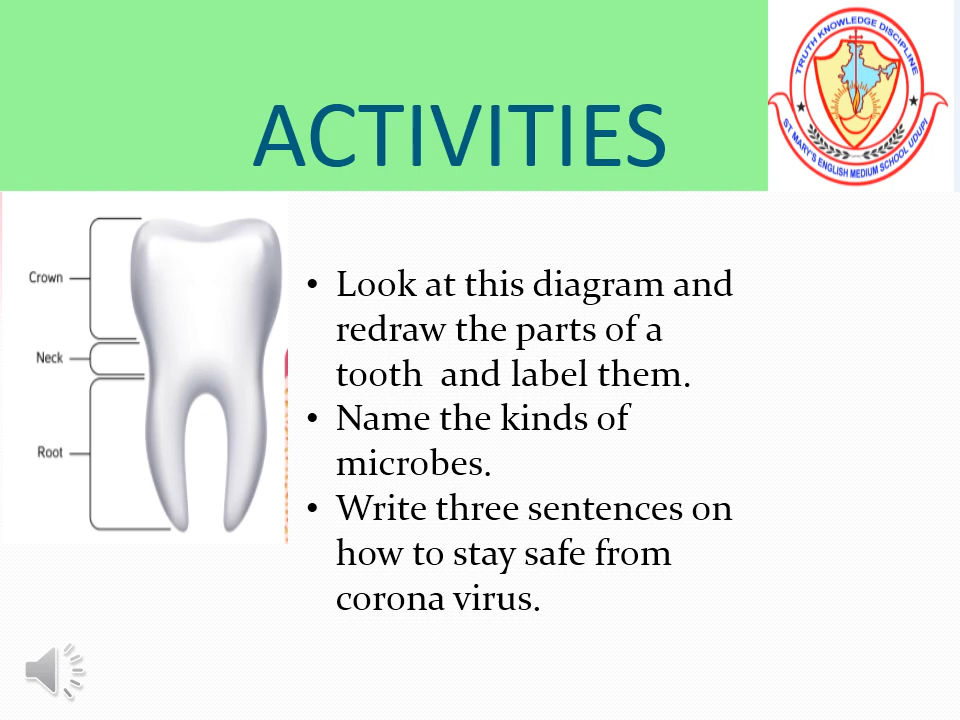 ACTIVITIES
TRUTH KNOWLEDGE DISCIPLINE
ST MARY'S ENGLISH MEDIUM SCHOOL UDUPI
Crown
Neck
Root
• Look at this diagram and
redraw the parts of a
tooth  and label them.
• Name the kinds of
microbes.
• Write three sentences on
how to stay safe from
corona virus.